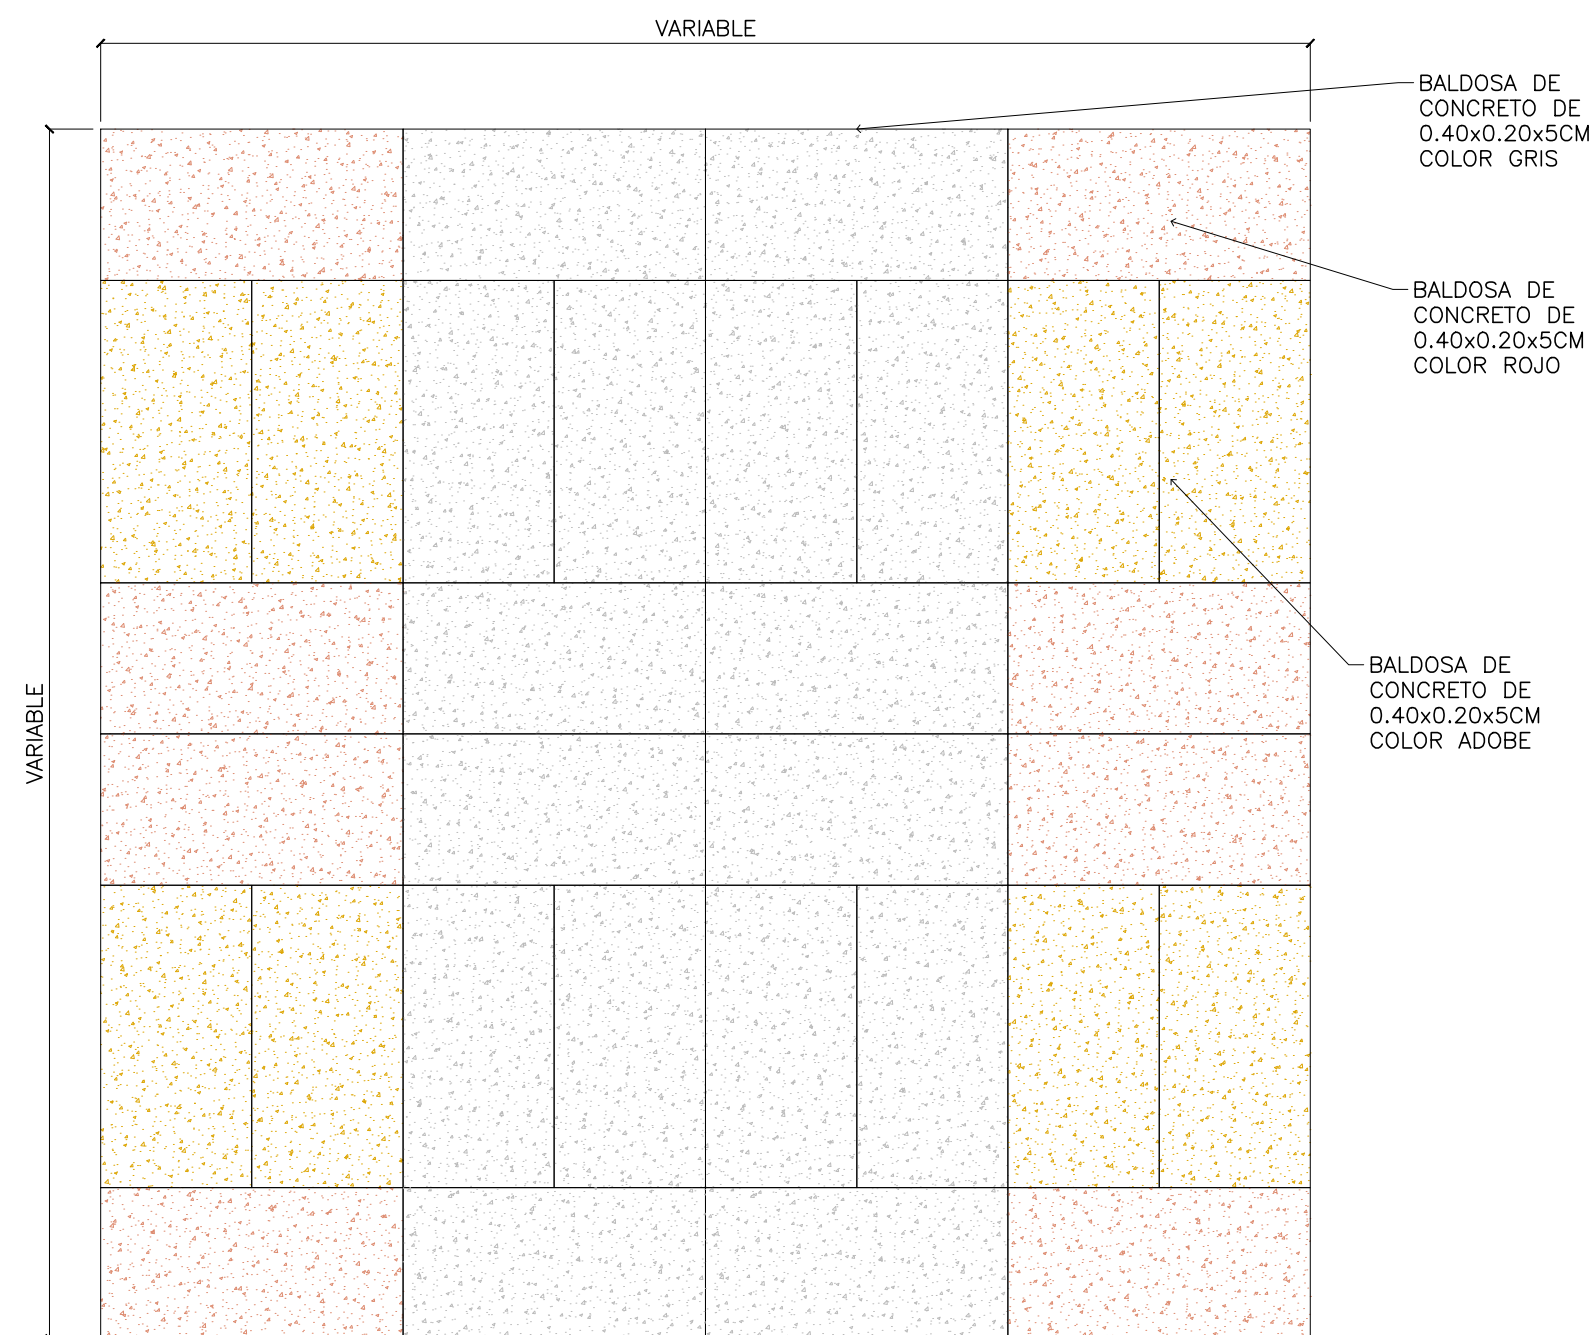 VARIABLE
BALDOSA DE
CONCRETO DE
0.40x0.20x5CM
COLOR GRIS
BALDOSA DE
CONCRETO DE
0.40x0.20x5CM
COLOR ROJO
VARIABLE
BALDOSA DE
CONCRETO DE
0.40x0.20x5CM
COLOR ADOBE